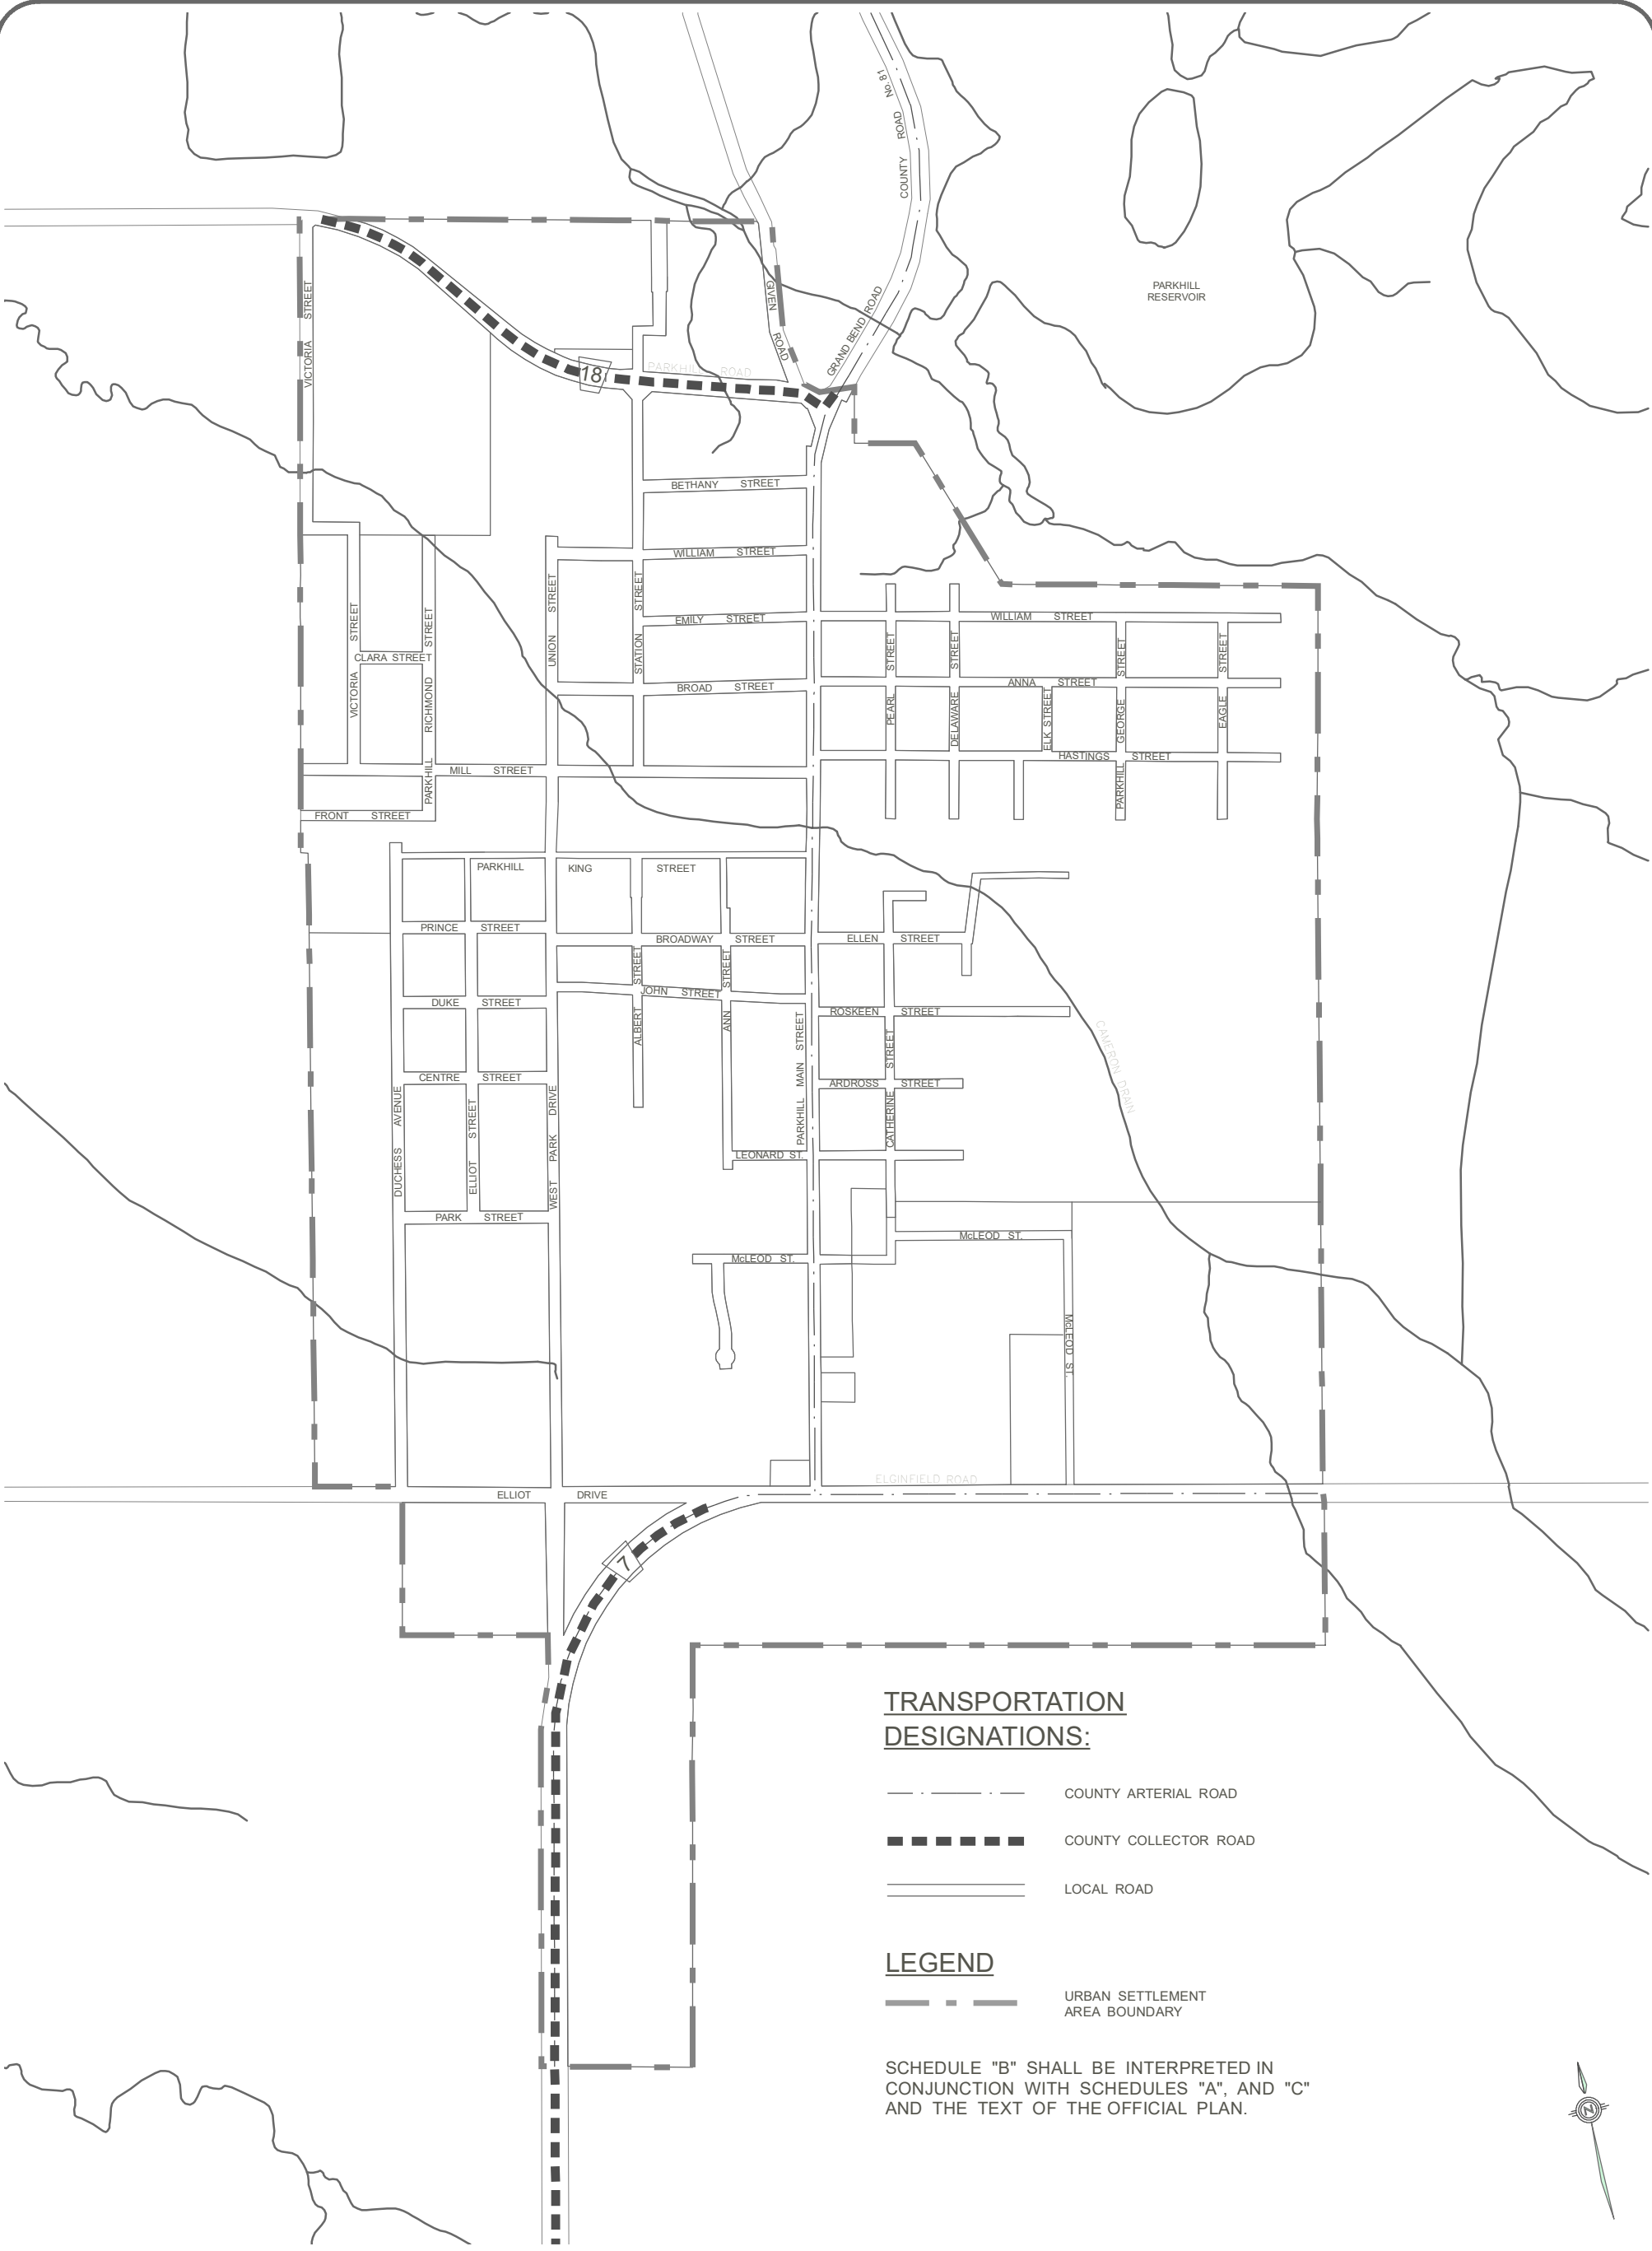 COUNTY ROAD No. 81
PARKHILL
RESERVOIR
VICTORIA STREET
GIVEN ROAD
GRAND BEND ROAD
18
PARKHILL ROAD
BETHANY STREET
WILLIAM STREET
EMILY STREET
BROAD STREET
UNION STREET
STATION STREET
VICTORIA STREET
CLARA STREET
PARKHILL RICHMOND STREET
MILL STREET
FRONT STREET
WILLIAM STREET
ANNA STREET
HASTINGS STREET
PEARL STREET
DELAWARE STREET
ELK STREET
PARKHILL GEORGE STREET
EAGLE STREET
PARKHILL KING STREET
PRINCE STREET
BROADWAY STREET
ELLEN STREET
DUKE STREET
JOHN STREET
ALBERT STREET
ANN STREET
ROSKEEN STREET
CENTRE STREET
ARDROSS STREET
CATHERINE STREET
PARKHILL MAIN STREET
CAMERON DRAIN
DUCHESS AVENUE
ELLIOT STREET
WEST PARK DRIVE
LEONARD ST.
PARK STREET
McLEOD ST.
McLEOD ST.
McLEOD ST.
ELGINFIELD ROAD
ELLIOT DRIVE
7
TRANSPORTATION
DESIGNATIONS:
COUNTY ARTERIAL ROAD
COUNTY COLLECTOR ROAD
LOCAL ROAD
LEGEND
URBAN SETTLEMENT
AREA BOUNDARY
SCHEDULE "B" SHALL BE INTERPRETED IN
CONJUNCTION WITH SCHEDULES "A", AND "C"
AND THE TEXT OF THE OFFICIAL PLAN.
N